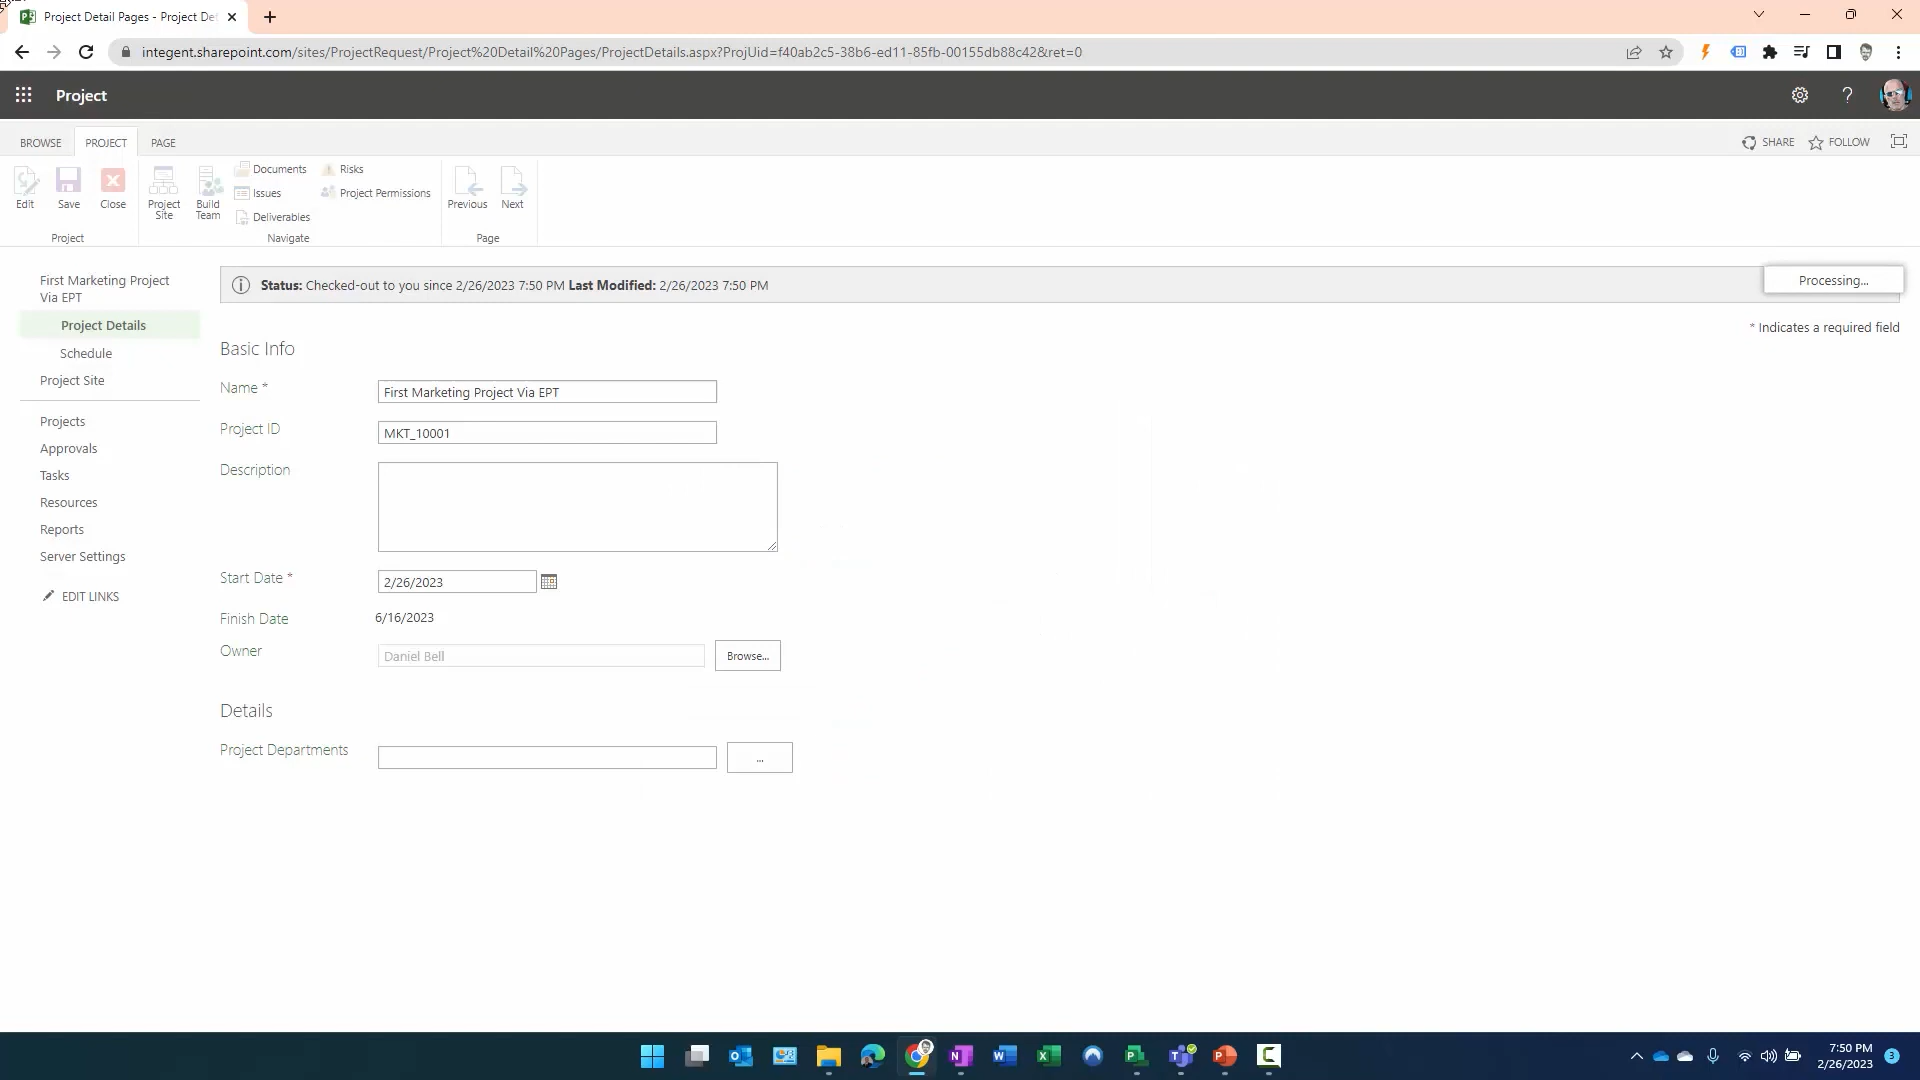 Project Detail Pages - Project Det
integent.sharepoint.com/sites/ProjectRequest/Project%20Detail%20Pages/ProjectDetails.aspx?ProjUid=f40ab2c5-38b6-ed11-85fb-00155db88c42&ret=0
Project
BROWSE
PROJECT
PAGE
SHARE
FOLLOW
Edit
Save
Close
Project Site
Build Team
Documents
Issues
Deliverables
Risks
Project Permissions
Previous
Next
Project
Navigate
Page
First Marketing Project
Via EPT
Project Details
Schedule
Project Site
Projects
Approvals
Tasks
Resources
Reports
Server Settings
EDIT LINKS
Status: Checked-out to you since 2/26/2023 7:50 PM Last Modified: 2/26/2023 7:50 PM
Processing...
* Indicates a required field
Basic Info
Name *
First Marketing Project Via EPT
Project ID
MKT_10001
Description
Start Date *
2/26/2023
Finish Date
6/16/2023
Owner
Daniel Bell
Browse...
Details
Project Departments
...
7:50 PM
2/26/2023
3